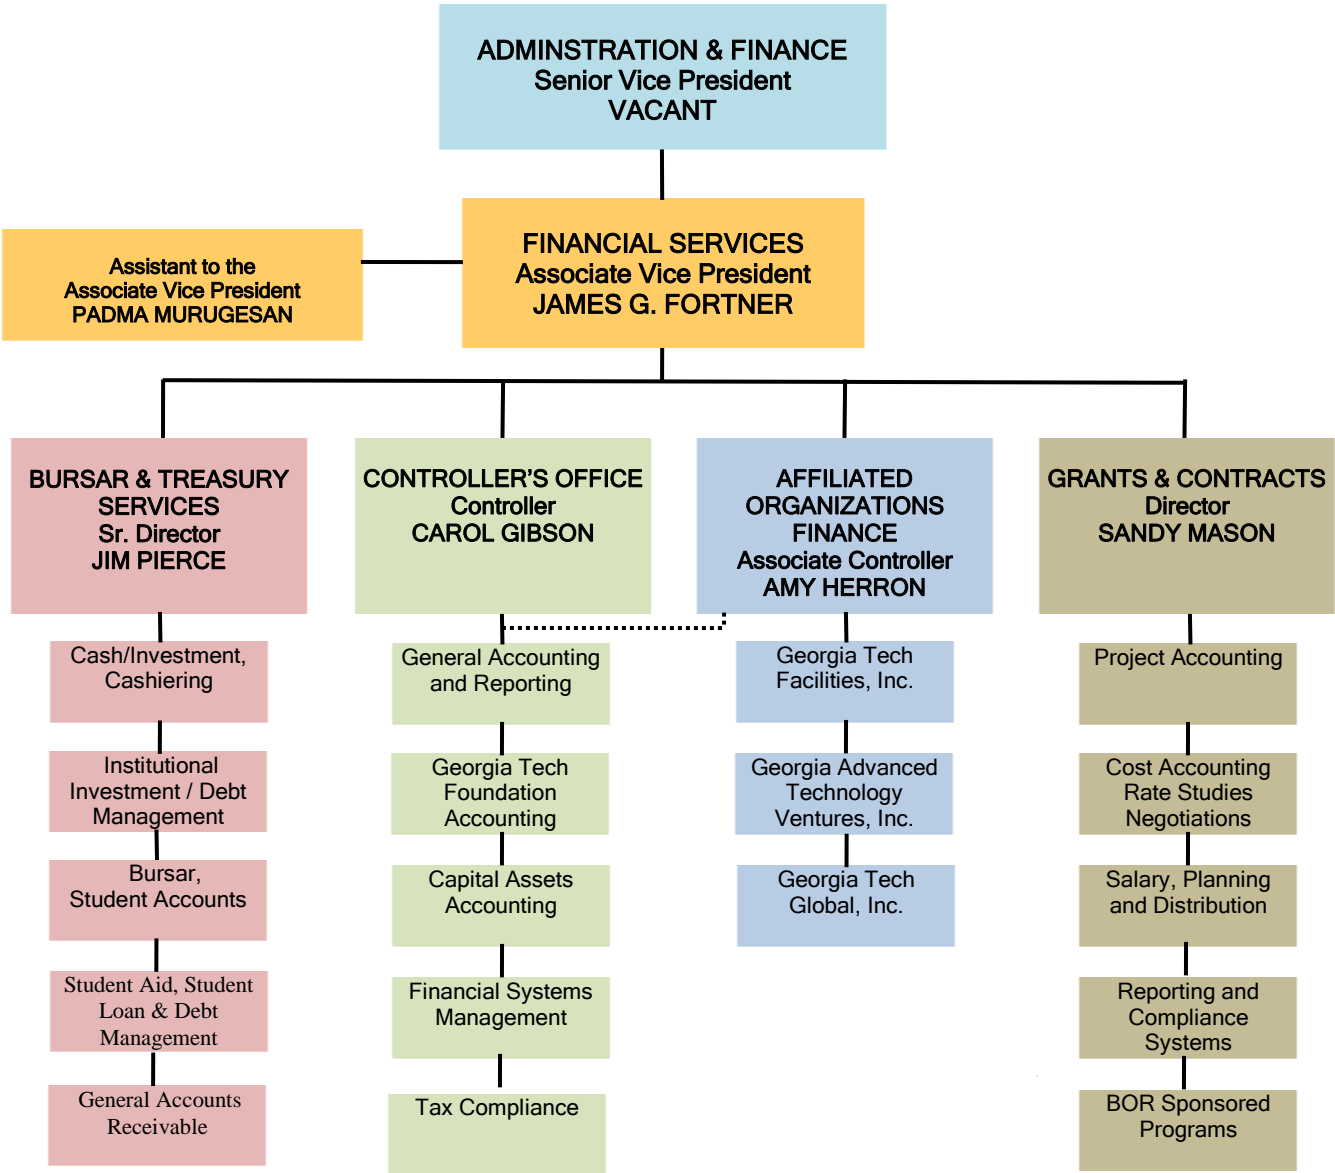 ADMINSTRATION & FINANCE
Senior Vice President
VACANT
FINANCIAL SERVICES
Associate Vice President
JAMES G. FORTNER
Assistant to the
Associate Vice President
PADMA MURUGESAN
BURSAR & TREASURY
SERVICES
Sr. Director
JIM PIERCE
CONTROLLER'S OFFICE
Controller
CAROL GIBSON
AFFILIATED
ORGANIZATIONS
FINANCE
Associate Controller
AMY HERRON
GRANTS & CONTRACTS
Director
SANDY MASON
Cash/Investment,
Cashiering
Institutional
Investment / Debt
Management
Bursar,
Student Accounts
Student Aid, Student
Loan & Debt
Management
General Accounts
Receivable
General Accounting
and Reporting
Georgia Tech
Foundation
Accounting
Capital Assets
Accounting
Financial Systems
Management
Tax Compliance
Georgia Tech
Facilities, Inc.
Georgia Advanced
Technology
Ventures, Inc.
Georgia Tech
Global, Inc.
Project Accounting
Cost Accounting
Rate Studies
Negotiations
Salary, Planning
and Distribution
Reporting and
Compliance
Systems
BOR Sponsored
Programs